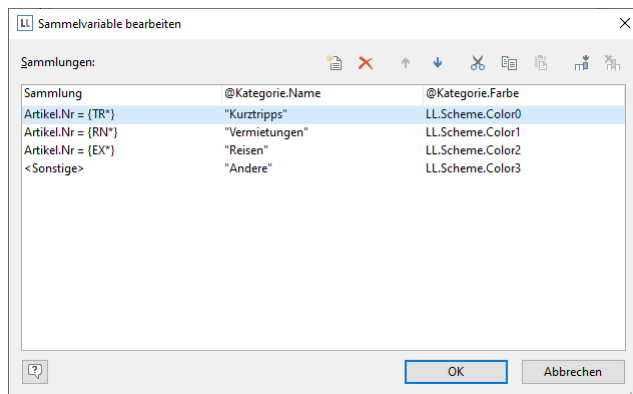 LL Sammelvariable bearbeiten
Sammlungen:
Sammlung @Kategorie.Name @Kategorie.Farbe
Artikel.Nr = {TR*} "Kurztripps" LL.Scheme.Color0
Artikel.Nr = {RN*} "Vermietungen" LL.Scheme.Color1
Artikel.Nr = {EX*} "Reisen" LL.Scheme.Color2
<Sonstige> "Andere" LL.Scheme.Color3
OK Abbrechen